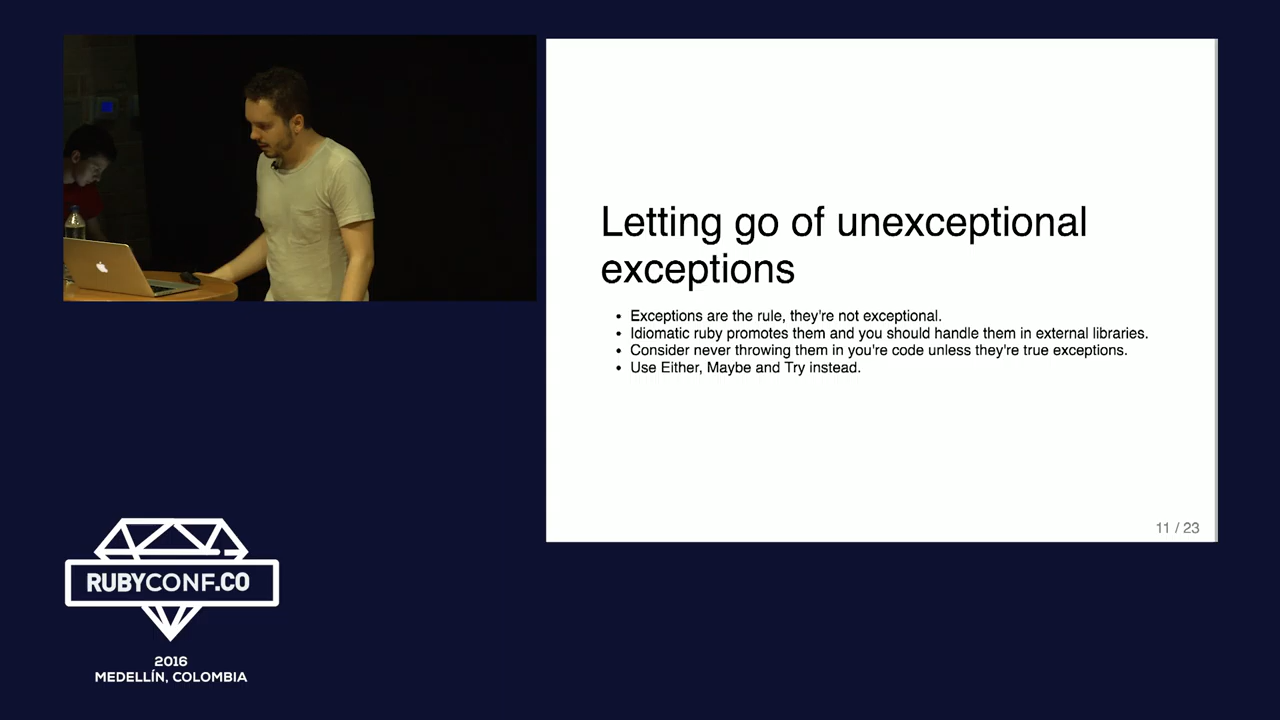 Letting go of unexceptional
exceptions
Exceptions are the rule, they're not exceptional.
Idiomatic ruby promotes them and you should handle them in external libraries.
Consider never throwing them in you're code unless they're true exceptions.
Use Either, Maybe and Try instead.
11 / 23
RUBYCONF.CO
2016
MEDELLÍN, COLOMBIA